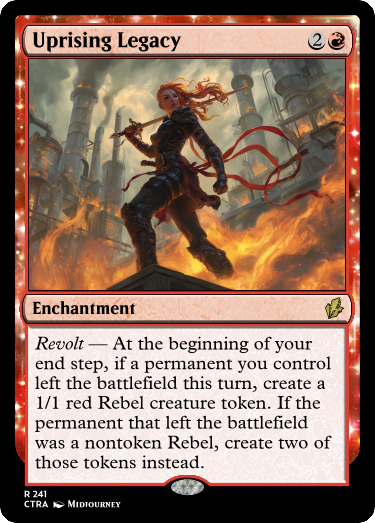 Uprising Legacy 2
Enchantment
Revolt — At the beginning of your
end step, if a permanent you control
left the battlefield this turn, create a
1/1 red Rebel creature token. If the
permanent that left the battlefield
was a nontoken Rebel, create two of
those tokens instead.
R 241
CTRA Midjourney